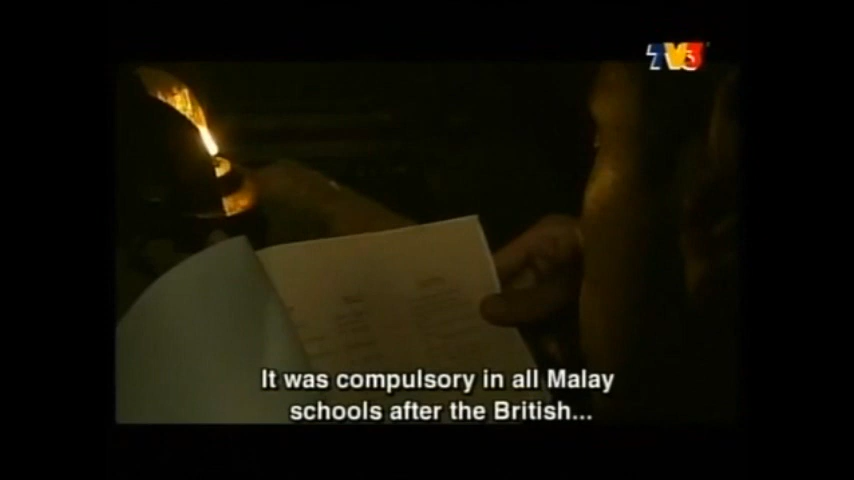 TV3
It was compulsory in all Malay
schools after the British...